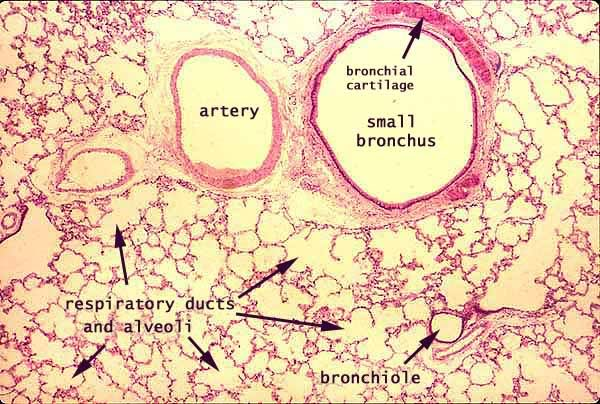 bronchial
cartilage
artery
small
bronchus
respiratory ducts
and alveoli
bronchiole